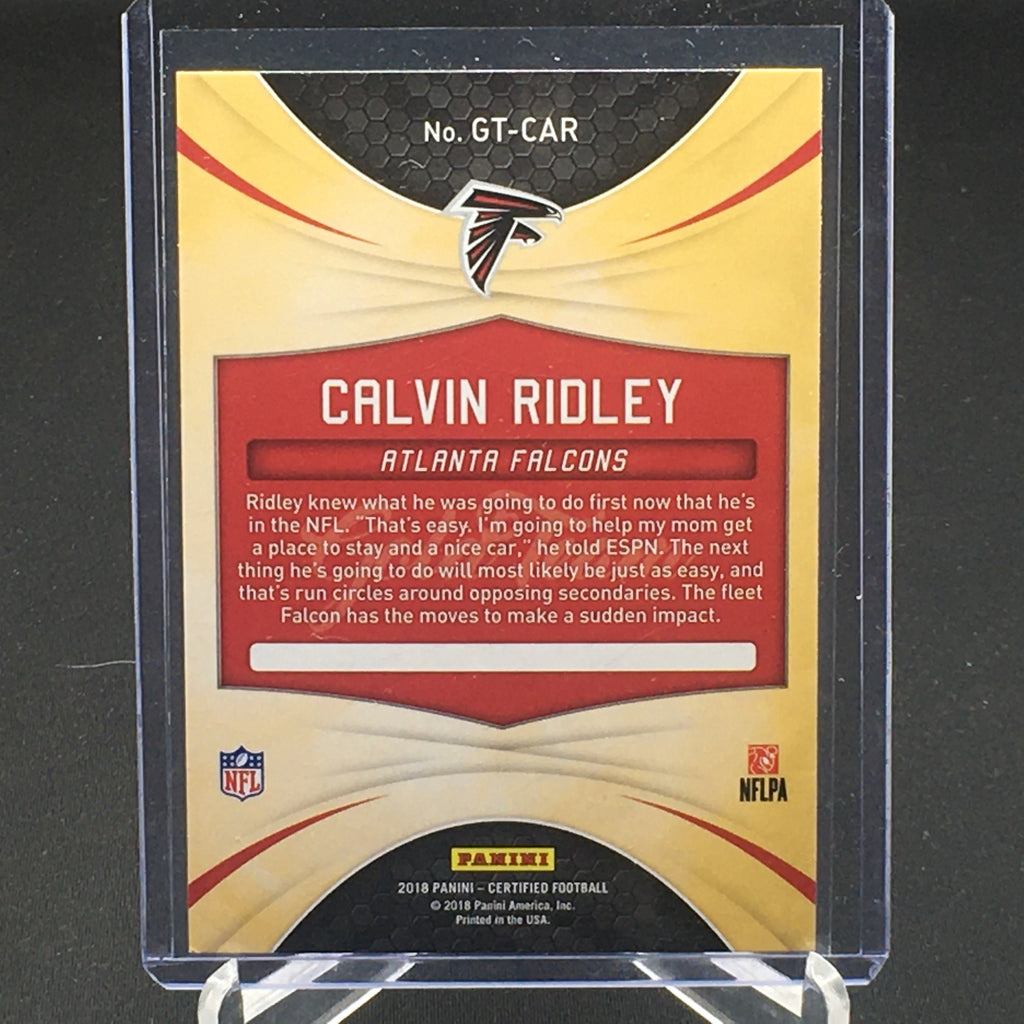 No. GT-CAR
CALVIN RIDLEY
ATLANTA FALCONS
Ridley knew what he was going to do first now that he's
in the NFL. "That's easy. I'm going to help my mom get
a place to stay and a nice car," he told ESPN. The next
thing he's going to do will most likely be just as easy, and
that's run circles around opposing secondaries. The fleet
Falcon has the moves to make a sudden impact.
NFL
NFLPA
PANINI
2018 PANINI – CERTIFIED FOOTBALL
© 2018 Panini America, Inc.
Printed in the USA.